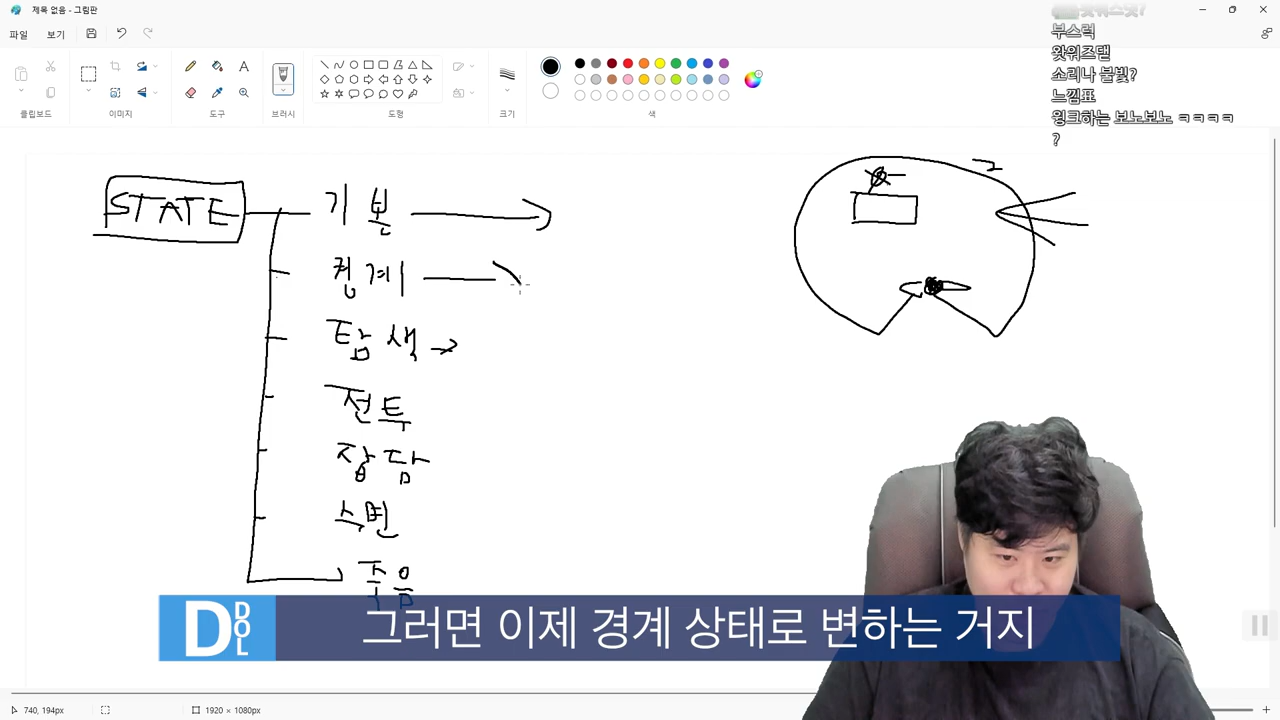 제목 없음 - 그림판
파일 보기
클립보드 이미지 도구 브러시 도형 크기 색
부스럭
왓위즈댙
소리나 불빛?
느낌표
윙크하는 보노보노 ㅋㅋㅋㅋ
?
STATE
기본
경계
탐색
전투
잡담
수면
죽음
D DOL
그러면 이제 경계 상태로 변하는 거지
740, 194px
1920 × 1080px